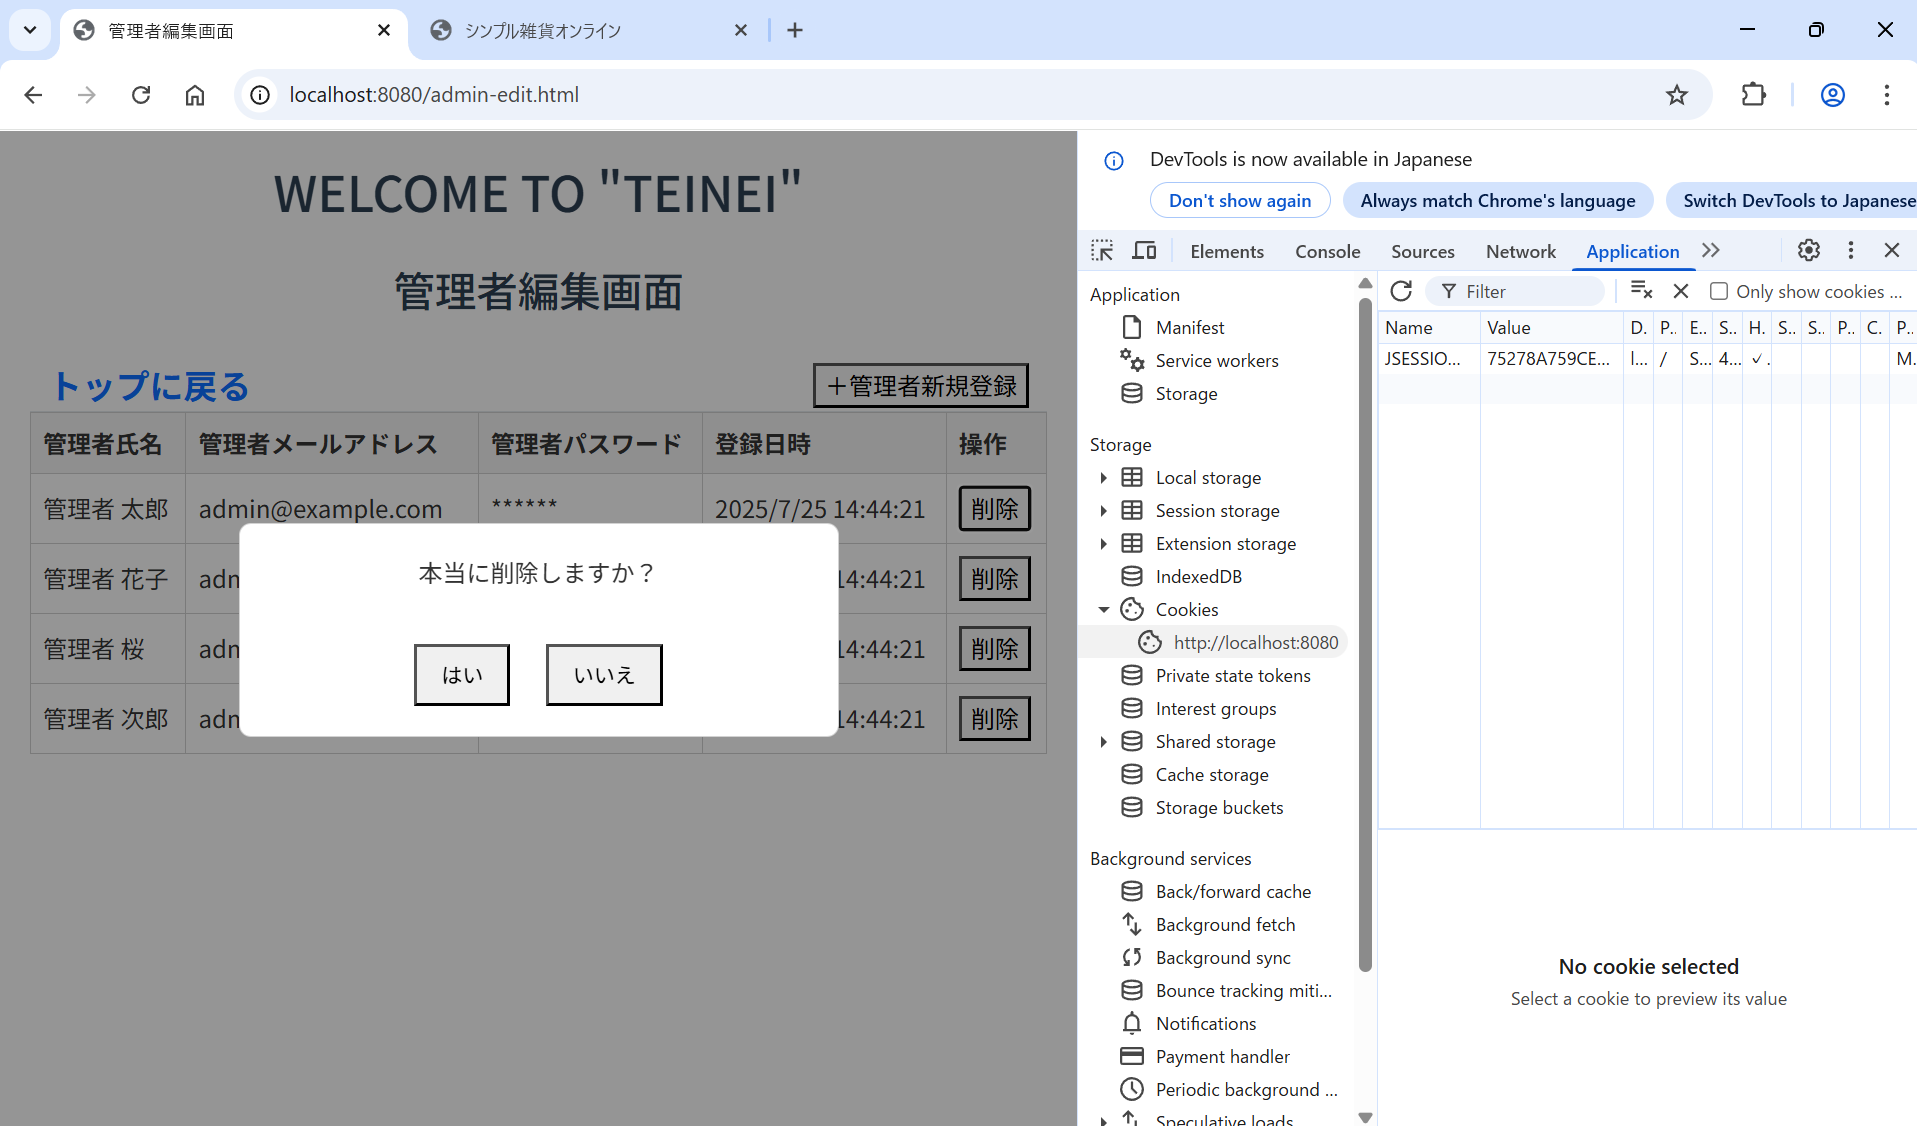 管理者編集画面
シンプル雑貨オンライン
localhost:8080/admin-edit.html
WELCOME TO "TEINEI"
管理者編集画面
トップに戻る
＋管理者新規登録
管理者氏名 管理者メールアドレス 管理者パスワード 登録日時 操作
管理者 太郎 admin@example.com ****** 2025/7/25 14:44:21 削除
管理者 花子 adm 14:44:21 削除
管理者 桜 adm 14:44:21 削除
管理者 次郎 adm 14:44:21 削除
本当に削除しますか？
はい いいえ
DevTools is now available in Japanese
Don't show again Always match Chrome's language Switch DevTools to Japanese
Elements Console Sources Network Application
Application
Manifest
Service workers
Storage
Storage
Local storage
Session storage
Extension storage
IndexedDB
Cookies
http://localhost:8080
Private state tokens
Interest groups
Shared storage
Cache storage
Storage buckets
Background services
Back/forward cache
Background fetch
Background sync
Bounce tracking miti...
Notifications
Payment handler
Periodic background ...
Speculative loads
Filter Only show cookies ...
Name Value D. P.. E.. S.. H. S.. S.. P.. C. P..
JSESSIO... 75278A759CE... l... / S... 4... ✓. M.
No cookie selected
Select a cookie to preview its value